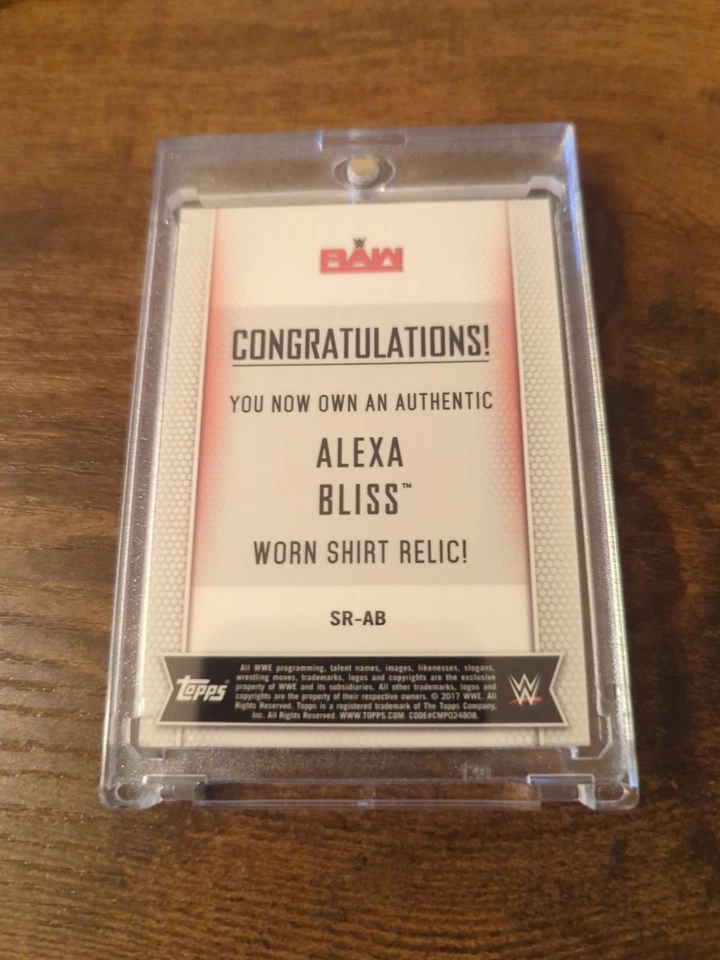 W
RAW
CONGRATULATIONS!
YOU NOW OWN AN AUTHENTIC
ALEXA
BLISS™
WORN SHIRT RELIC!
SR-AB
Topps®
All WWE programming, talent names, images, likenesses, slogans,
wrestling moves, trademarks, logos and copyrights are the exclusive
property of WWE and its subsidiaries. All other trademarks, logos and
copyrights are the property of their respective owners. © 2017 WWE. All
Rights Reserved. Topps is a registered trademark of The Topps Company,
Inc. All Rights Reserved. WWW.TOPPS.COM. CODE#CMP024808.
W